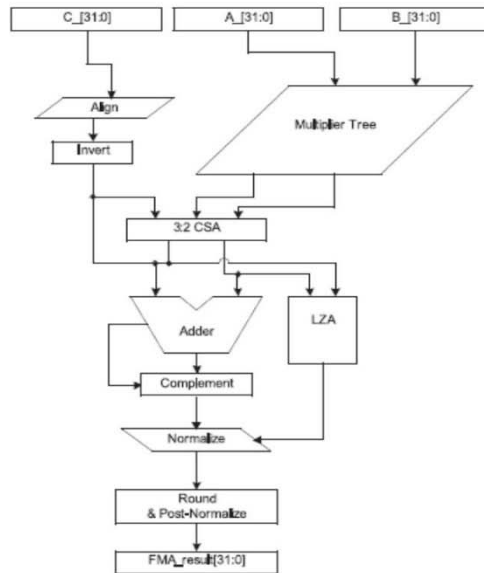 C_[31:0]
A_[31:0]
B_[31:0]
Align
Multiplier Tree
Invert
3:2 CSA
LZA
Adder
Complement
Normalize
Round
& Post-Normalize
FMA_result[31:0]